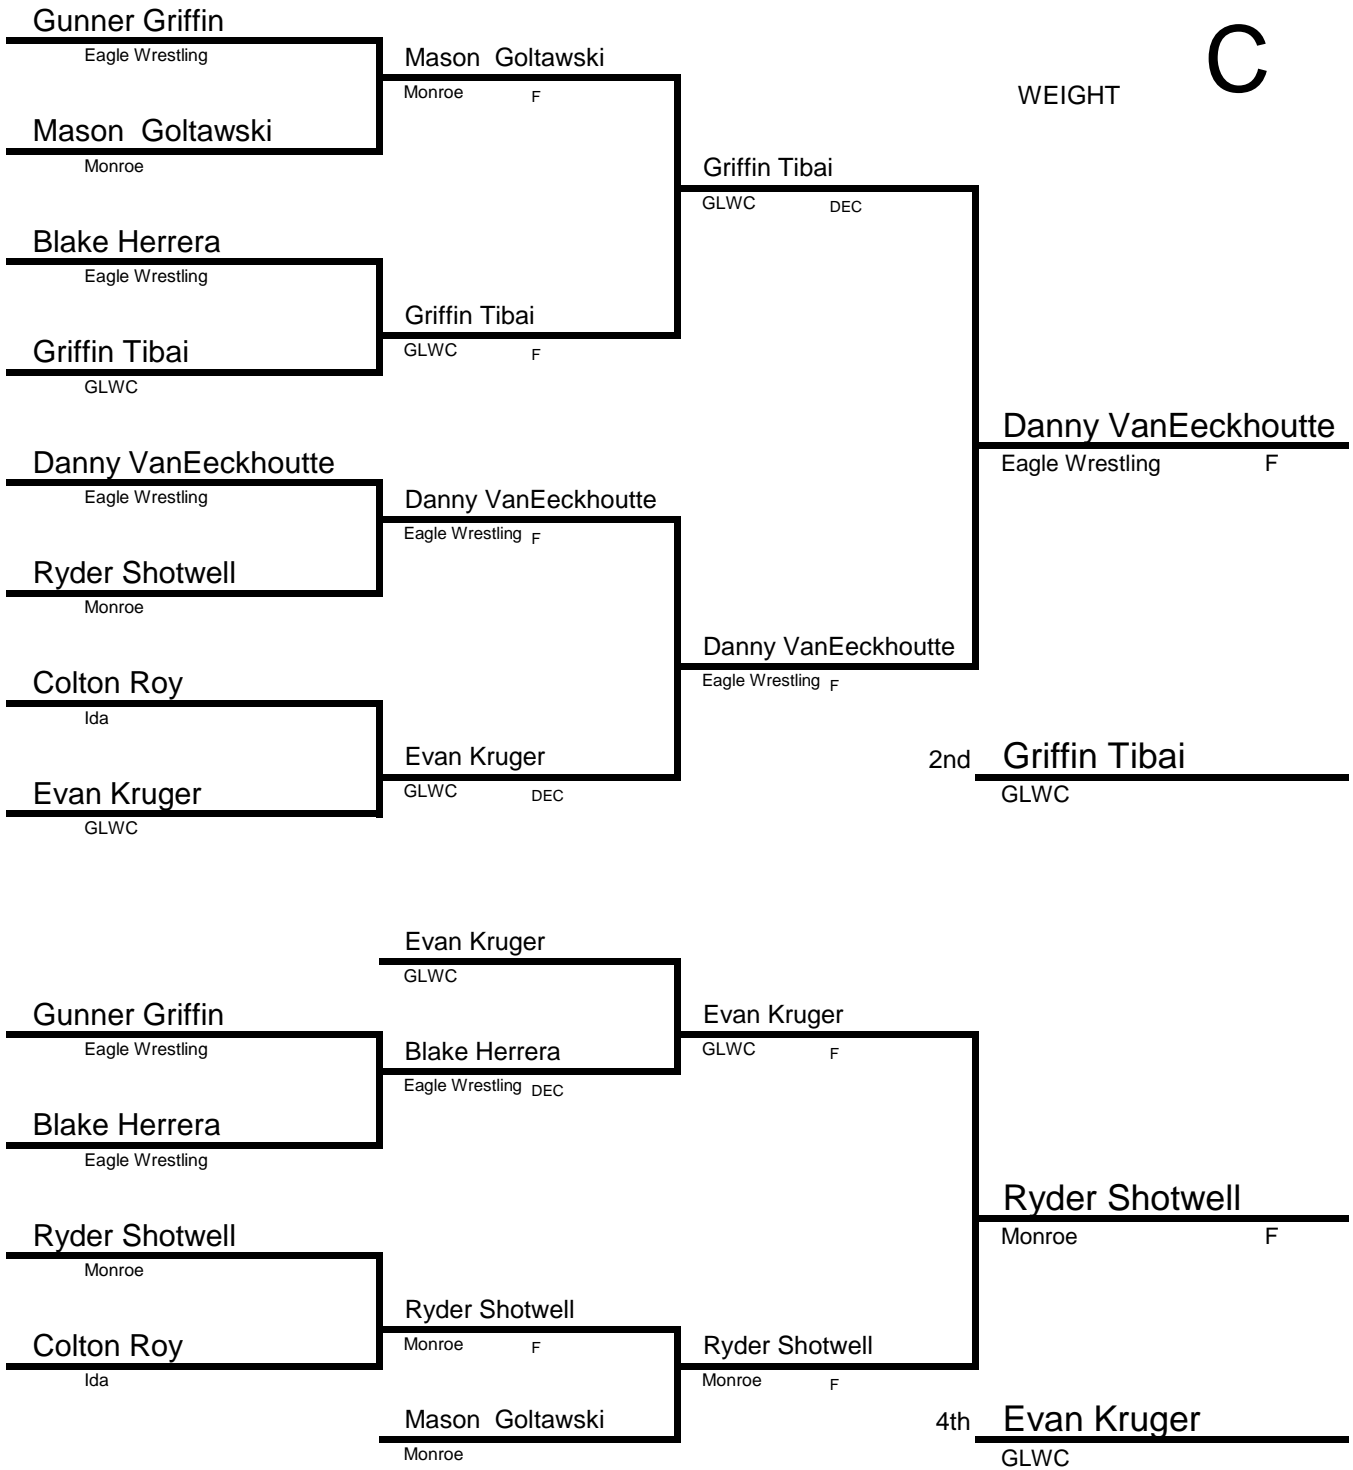 Gunner Griffin
Eagle Wrestling
Mason  Goltawski
Monroe F
C
WEIGHT
Mason  Goltawski
Monroe
Griffin Tibai
GLWC DEC
Blake Herrera
Eagle Wrestling
Griffin Tibai
GLWC F
Griffin Tibai
GLWC
Danny VanEeckhoutte
Eagle Wrestling F
Danny VanEeckhoutte
Eagle Wrestling
Danny VanEeckhoutte
Eagle Wrestling F
Ryder Shotwell
Monroe
Danny VanEeckhoutte
Eagle Wrestling F
Colton Roy
Ida
Evan Kruger
GLWC DEC
2nd Griffin Tibai
GLWC
Evan Kruger
GLWC
Evan Kruger
GLWC
Gunner Griffin
Eagle Wrestling
Evan Kruger
GLWC F
Blake Herrera
Eagle Wrestling DEC
Blake Herrera
Eagle Wrestling
Ryder Shotwell
Monroe F
Ryder Shotwell
Monroe
Ryder Shotwell
Monroe F
Colton Roy
Ida
Ryder Shotwell
Monroe F
Mason  Goltawski
Monroe
4th Evan Kruger
GLWC